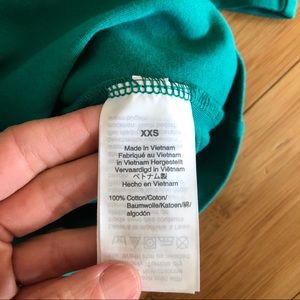 XXS
Made in Vietnam
Fabriqué au Vietnam
in Vietnam Hergestellt
Vervaardigd in Vietnam
ベトナム製
Hecho en Vietnam
100% Cotton/Coton/
Baumwolle/Katoen/綿/
algodón